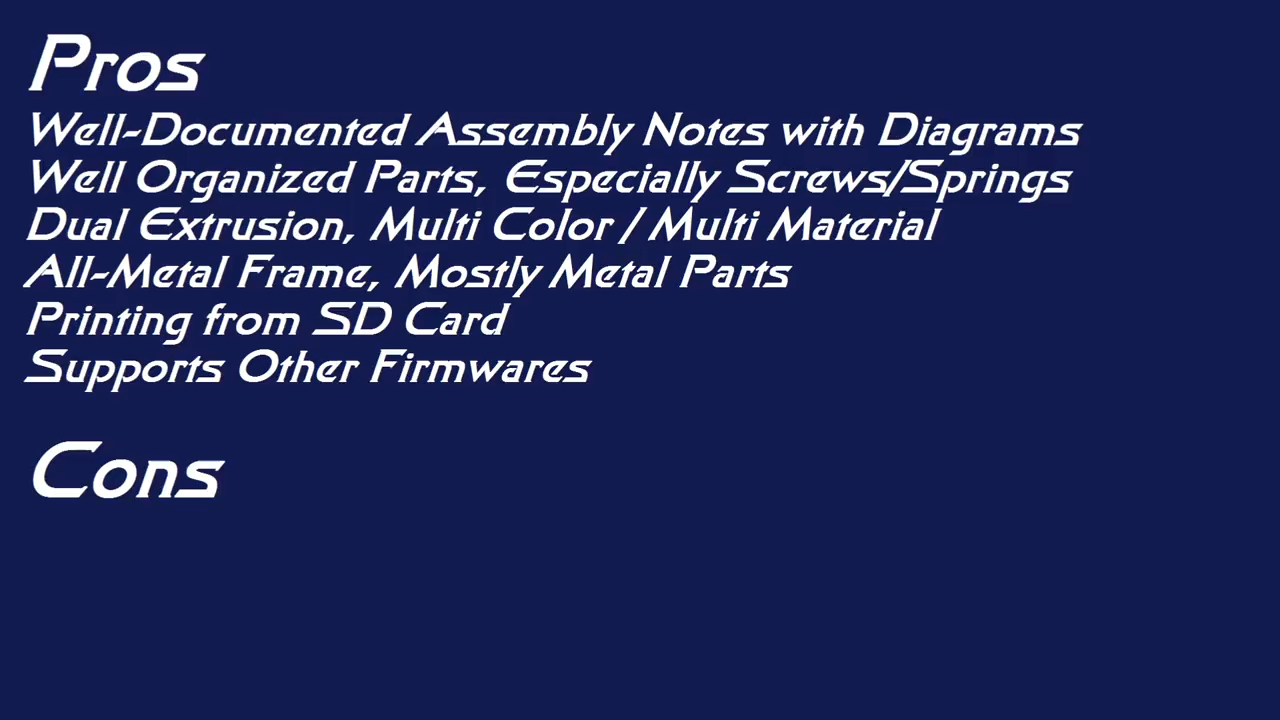 Pros
Well-Documented Assembly Notes with Diagrams
Well Organized Parts, Especially Screws/Springs
Dual Extrusion, Multi Color / Multi Material
All-Metal Frame, Mostly Metal Parts
Printing from SD Card
Supports Other Firmwares
Cons